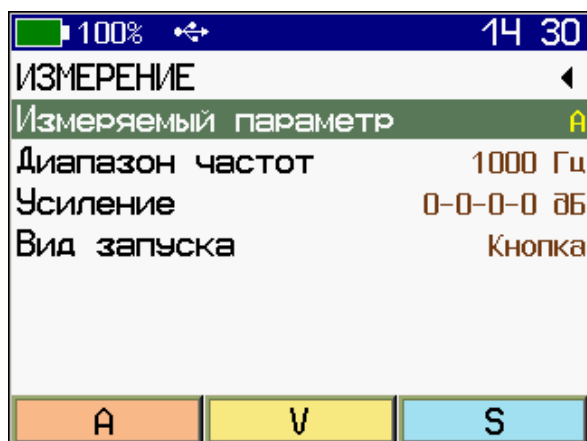 100% 14 30
ИЗМЕРЕНИЕ
Измеряемый параметр A
Диапазон частот 1000 Гц
Усиление 0-0-0-0 дБ
Вид запуска Кнопка
A V S